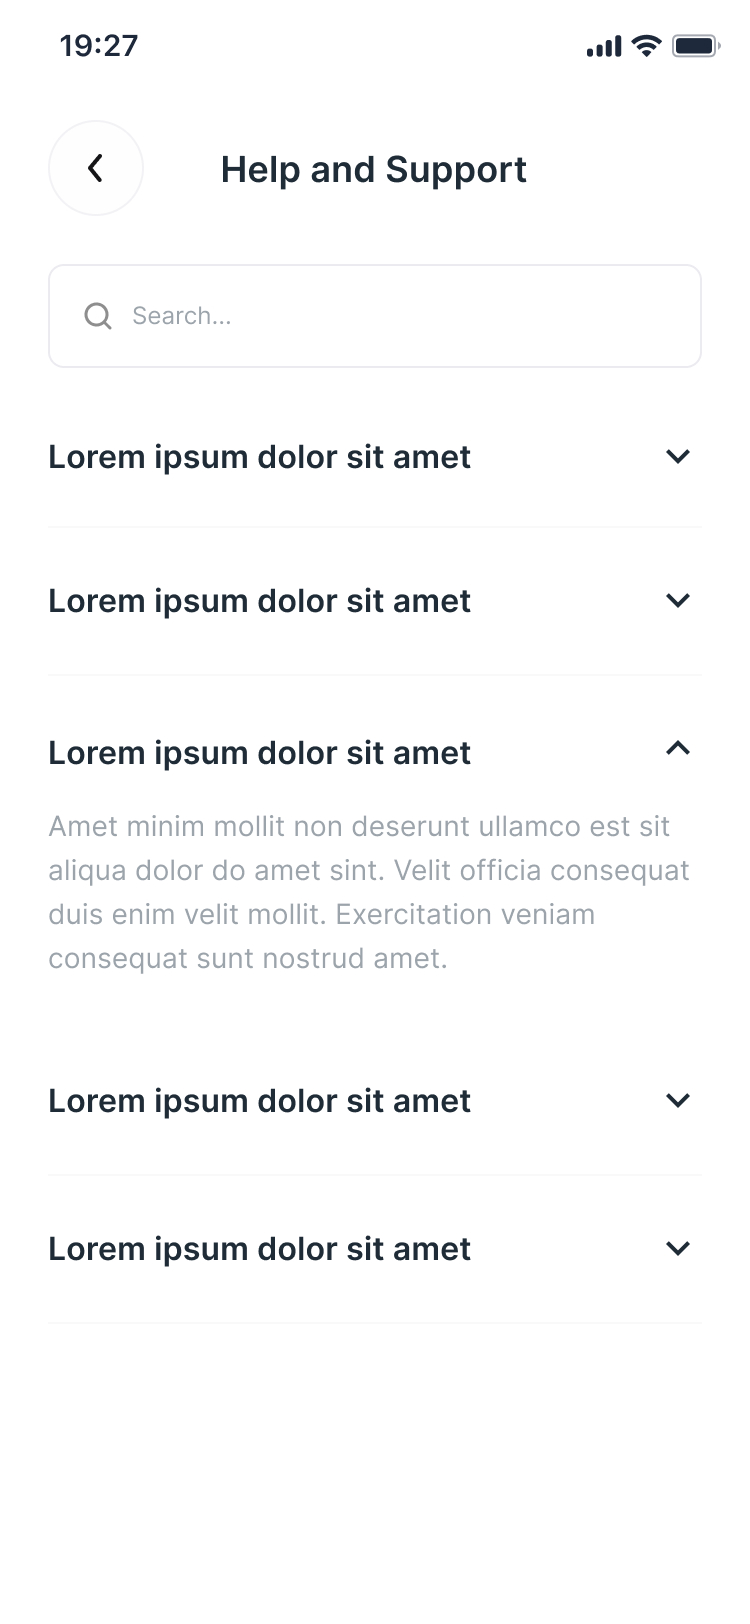 19:27
Help and Support
Search...
Lorem ipsum dolor sit amet
Lorem ipsum dolor sit amet
Lorem ipsum dolor sit amet
Amet minim mollit non deserunt ullamco est sit
aliqua dolor do amet sint. Velit officia consequat
duis enim velit mollit. Exercitation veniam
consequat sunt nostrud amet.
Lorem ipsum dolor sit amet
Lorem ipsum dolor sit amet